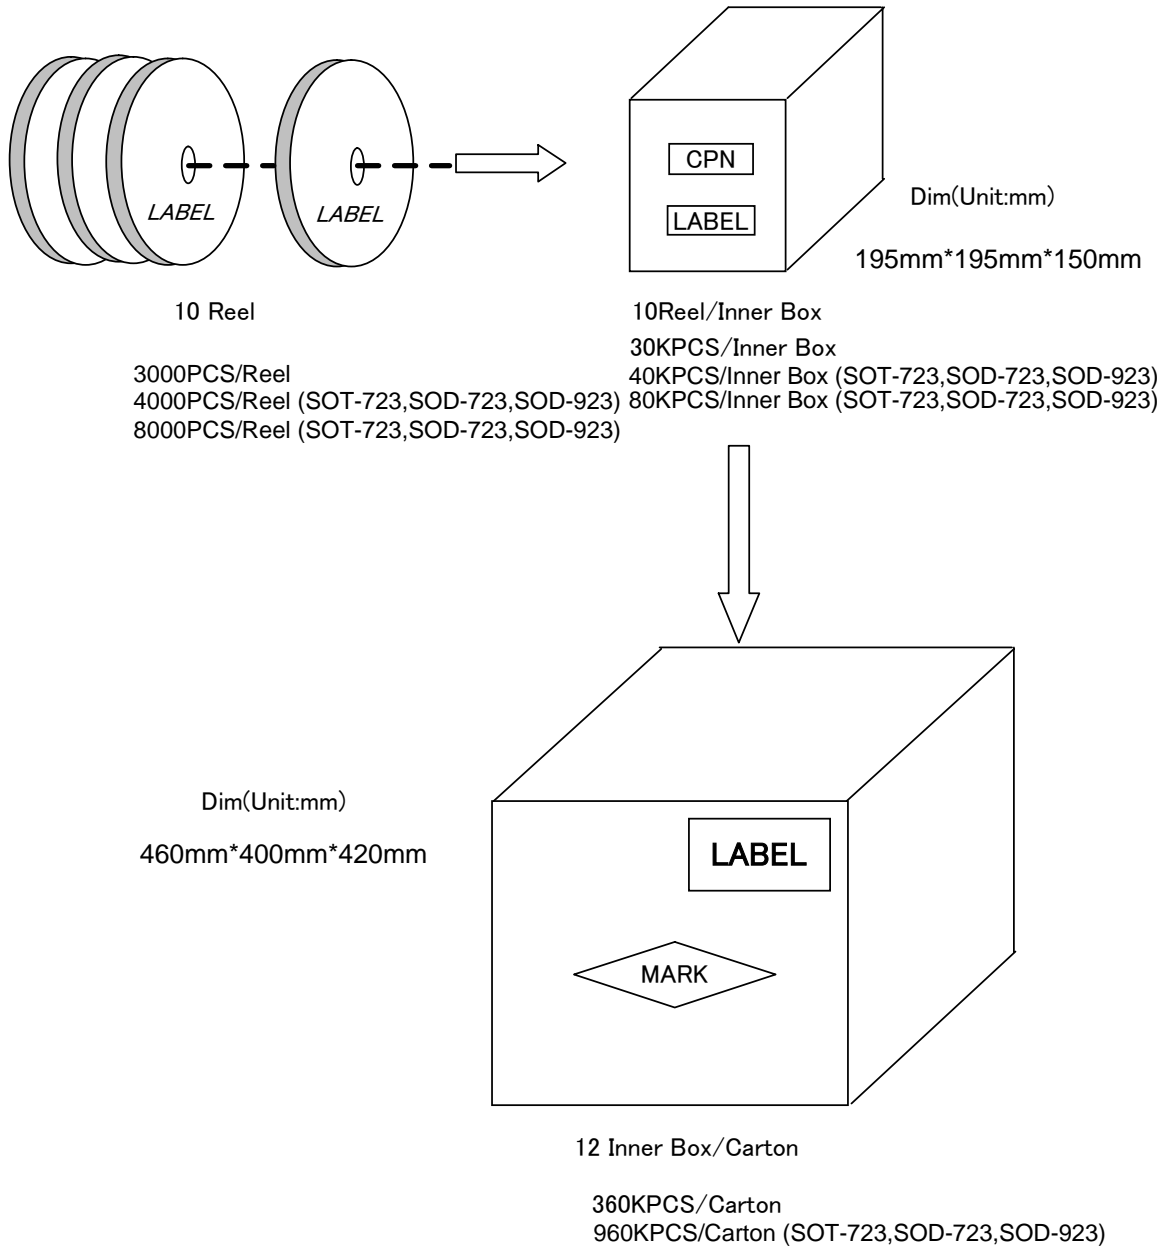 LABEL
LABEL
CPN
LABEL
Dim(Unit:mm)
195mm*195mm*150mm
10 Reel
10Reel/Inner Box
3000PCS/Reel
4000PCS/Reel (SOT-723,SOD-723,SOD-923)
8000PCS/Reel (SOT-723,SOD-723,SOD-923)
30KPCS/Inner Box
40KPCS/Inner Box (SOT-723,SOD-723,SOD-923)
80KPCS/Inner Box (SOT-723,SOD-723,SOD-923)
Dim(Unit:mm)
460mm*400mm*420mm
LABEL
MARK
12 Inner Box/Carton
360KPCS/Carton
960KPCS/Carton (SOT-723,SOD-723,SOD-923)